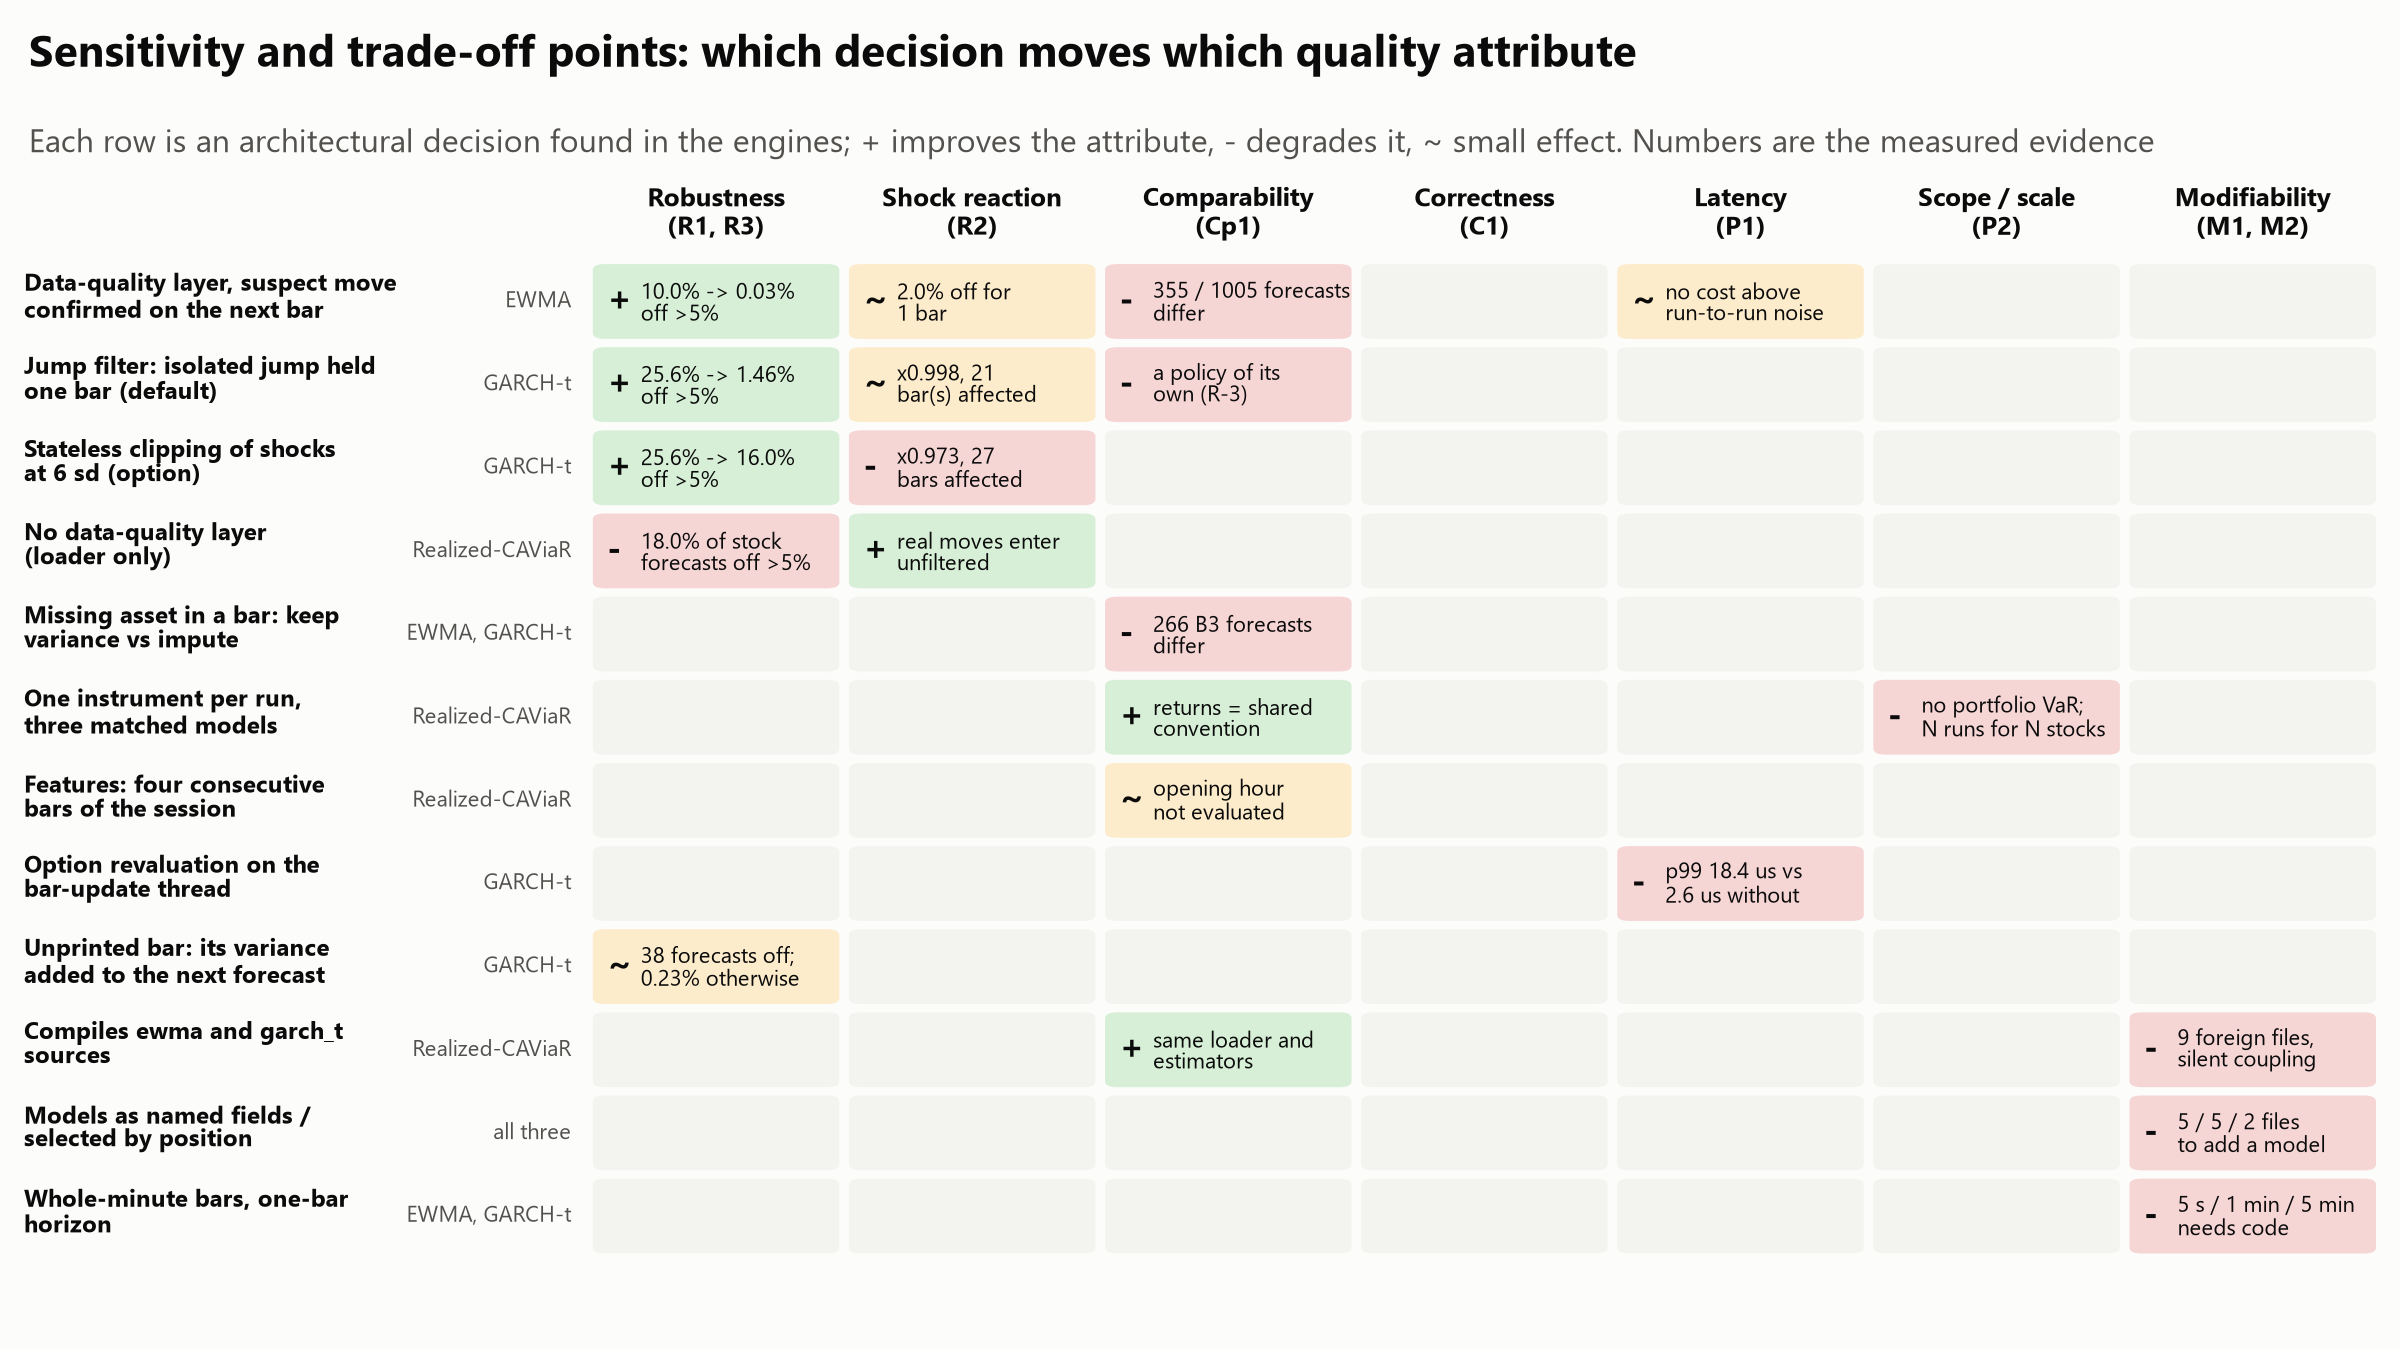 Sensitivity and trade-off points: which decision moves which quality attribute
Each row is an architectural decision found in the engines; + improves the attribute, - degrades it, ~ small effect. Numbers are the measured evidence
Robustness
(R1, R3)
Shock reaction
(R2)
Comparability
(Cp1)
Correctness
(C1)
Latency
(P1)
Scope / scale
(P2)
Modifiability
(M1, M2)
Data-quality layer, suspect move
confirmed on the next bar
EWMA
+ 10.0% -> 0.03%
off >5%
~ 2.0% off for
1 bar
- 355 / 1005 forecasts
differ
~ no cost above
run-to-run noise
Jump filter: isolated jump held
one bar (default)
GARCH-t
+ 25.6% -> 1.46%
off >5%
~ x0.998, 21
bar(s) affected
- a policy of its
own (R-3)
Stateless clipping of shocks
at 6 sd (option)
GARCH-t
+ 25.6% -> 16.0%
off >5%
- x0.973, 27
bars affected
No data-quality layer
(loader only)
Realized-CAViaR
- 18.0% of stock
forecasts off >5%
+ real moves enter
unfiltered
Missing asset in a bar: keep
variance vs impute
EWMA, GARCH-t
- 266 B3 forecasts
differ
One instrument per run,
three matched models
Realized-CAViaR
+ returns = shared
convention
- no portfolio VaR;
N runs for N stocks
Features: four consecutive
bars of the session
Realized-CAViaR
~ opening hour
not evaluated
Option revaluation on the
bar-update thread
GARCH-t
- p99 18.4 us vs
2.6 us without
Unprinted bar: its variance
added to the next forecast
GARCH-t
~ 38 forecasts off;
0.23% otherwise
Compiles ewma and garch_t
sources
Realized-CAViaR
+ same loader and
estimators
- 9 foreign files,
silent coupling
Models as named fields /
selected by position
all three
- 5 / 5 / 2 files
to add a model
Whole-minute bars, one-bar
horizon
EWMA, GARCH-t
- 5 s / 1 min / 5 min
needs code